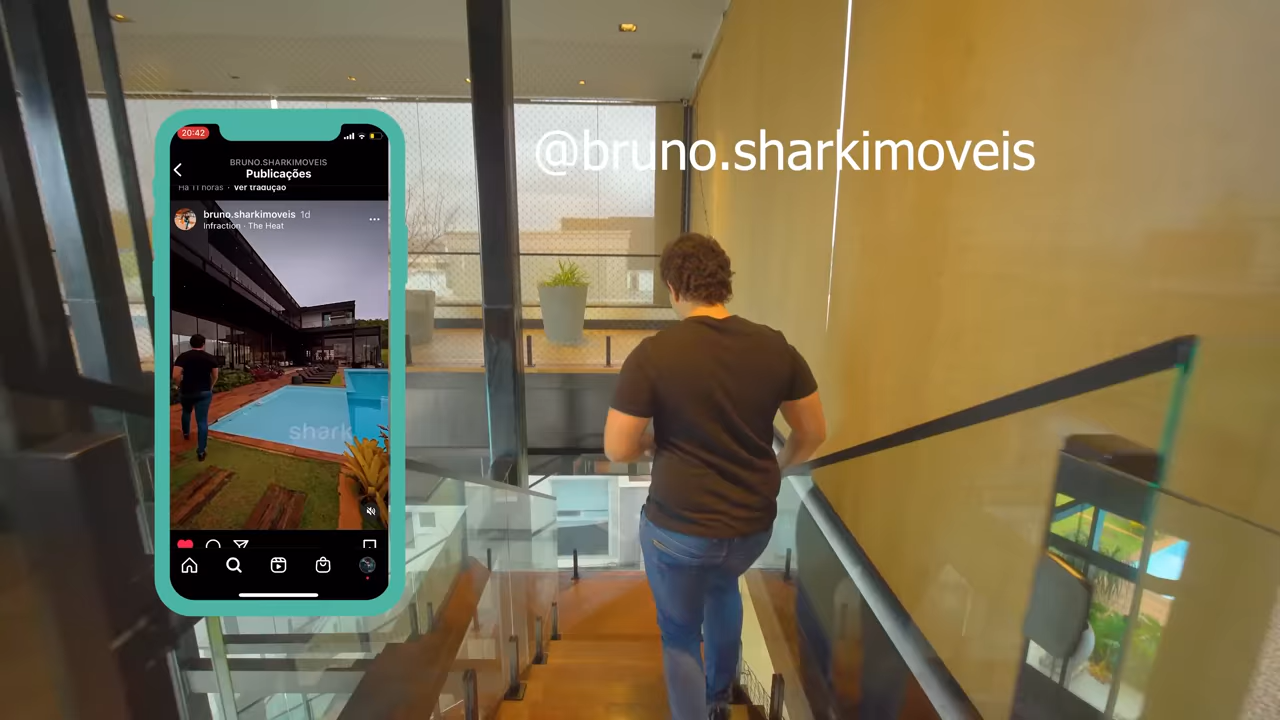 @bruno.sharkimoveis
20:42
BRUNO.SHARKIMOVEIS
Publicações
Há 11 horas · Ver tradução
bruno.sharkimoveis 1d
Infraction · The Heat
shark